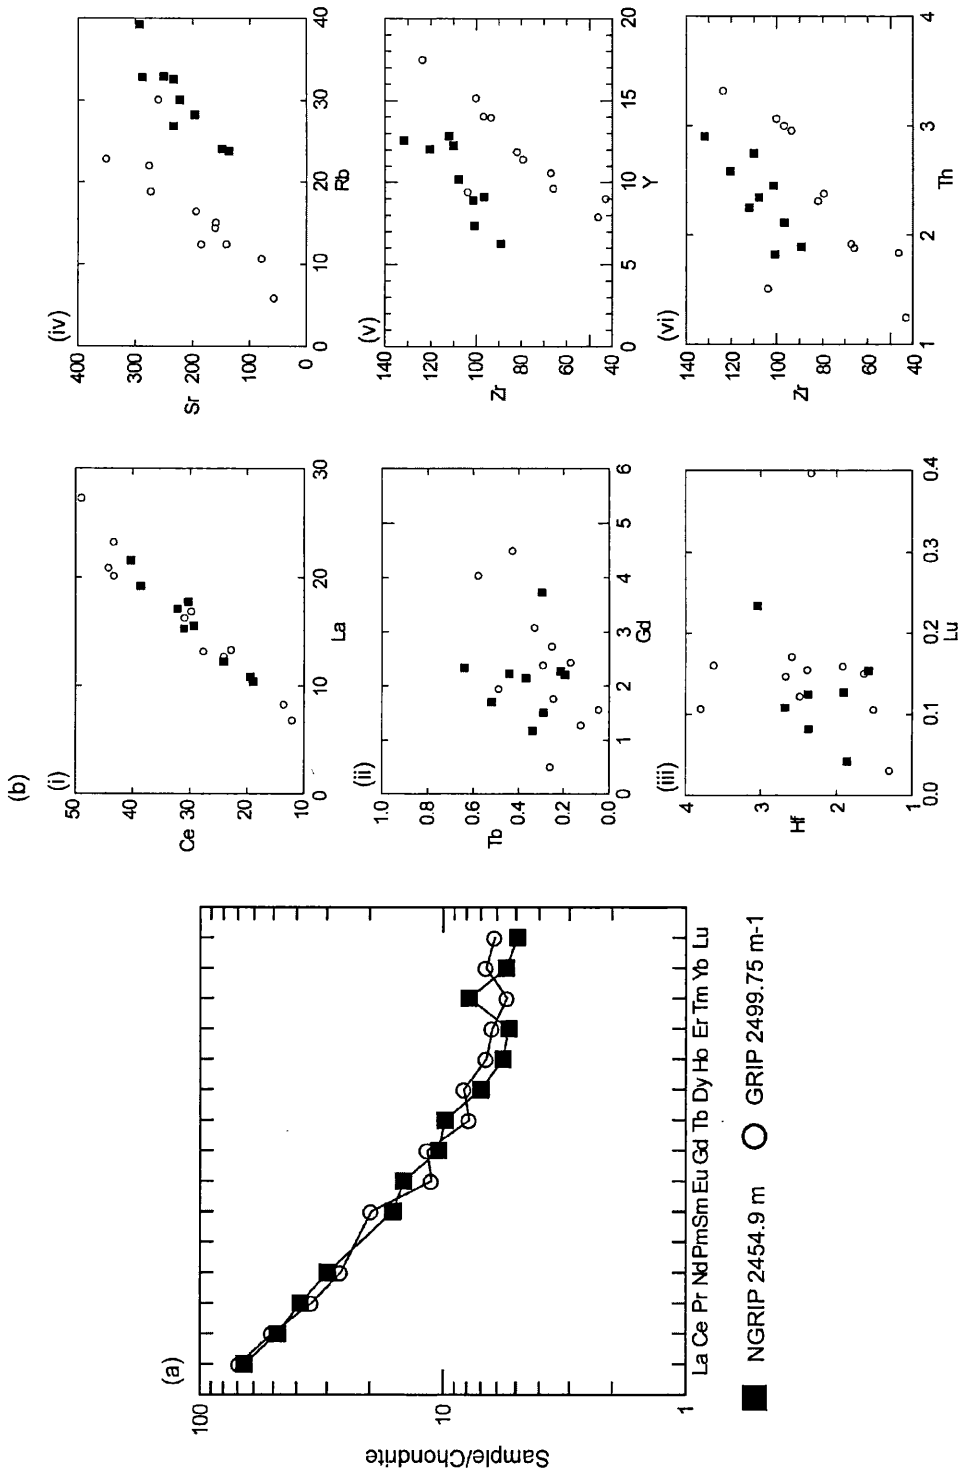 (a)
100
10
1
Sample/Chondrite
La Ce Pr Nd Pm Sm Eu Gd Tb Dy Ho Er Tm Yb Lu
NGRIP 2454.9 m
GRIP 2499.75 m-1
(b)
(i)
50
40
Ce 30
20
10
0 10 20 30
La
(ii)
1.0
0.8
Tb 0.6
0.4
0.2
0.0
0 1 2 3 4 5 6
Gd
(iii)
4
3
Hf
2
1
0.0 0.1 0.2 0.3 0.4
Lu
(iv)
400
300
Sr 200
100
0
0 10 20 30 40
Rb
(v)
140
120
Zr 100
80
60
40
0 5 10 15 20
Y
(vi)
140
120
Zr 100
80
60
40
1 2 3 4
Th